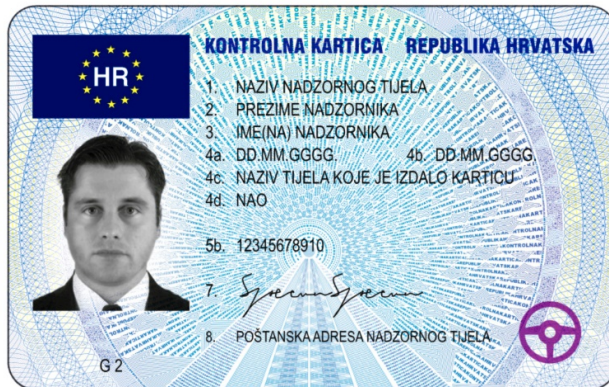 HR
KONTROLNA KARTICA REPUBLIKA HRVATSKA
1. NAZIV NADZORNOG TIJELA
2. PREZIME NADZORNIKA
3. IME(NA) NADZORNIKA
4a. DD.MM.GGGG. 4b. DD.MM.GGGG.
4c. NAZIV TIJELA KOJE JE IZDALO KARTICU
4d. NAO
5b. 12345678910
7.
8. POŠTANSKA ADRESA NADZORNOG TIJELA
G 2